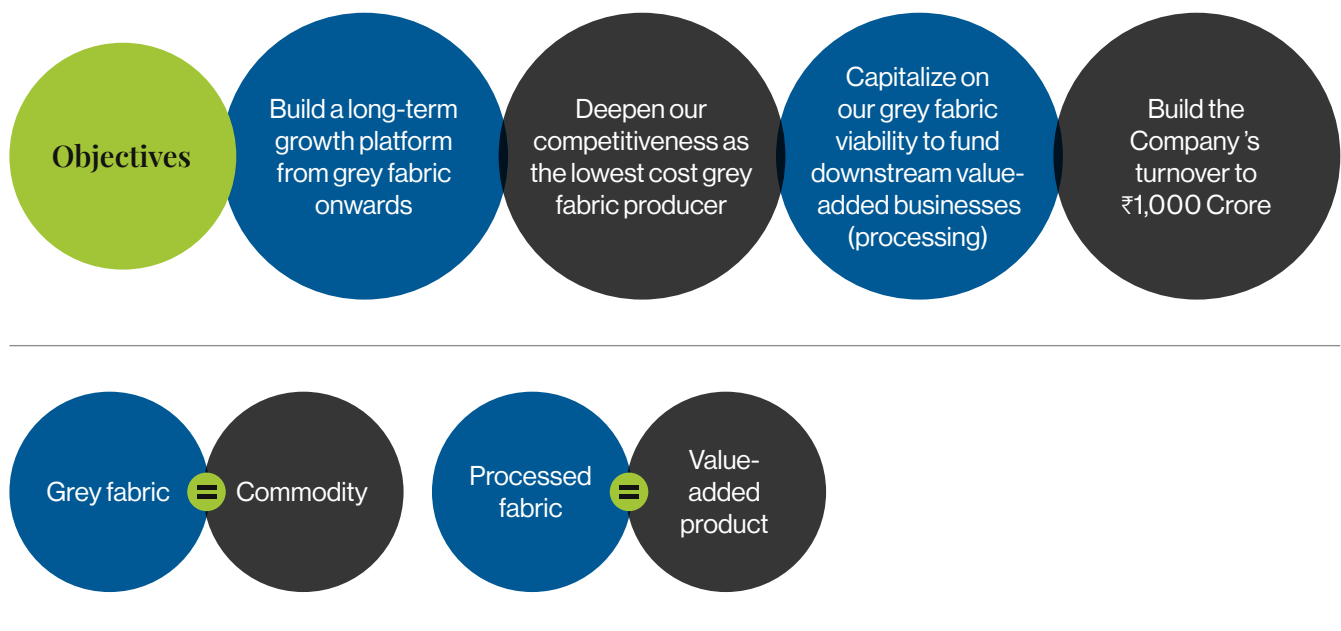 Objectives
Build a long-term
growth platform
from grey fabric
onwards
Deepen our
competitiveness as
the lowest cost grey
fabric producer
Capitalize on
our grey fabric
viability to fund
downstream value-
added businesses
(processing)
Build the
Company’s
turnover to
₹1,000 Crore
Grey fabric
=
Commodity
Processed
fabric
=
Value-
added
product